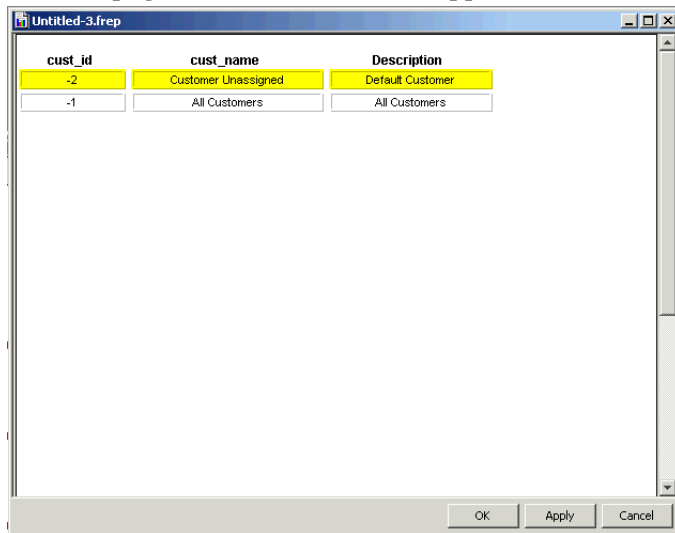 Untitled-3.frep
cust_id cust_name Description
-2 Customer Unassigned Default Customer
-1 All Customers All Customers
OK Apply Cancel